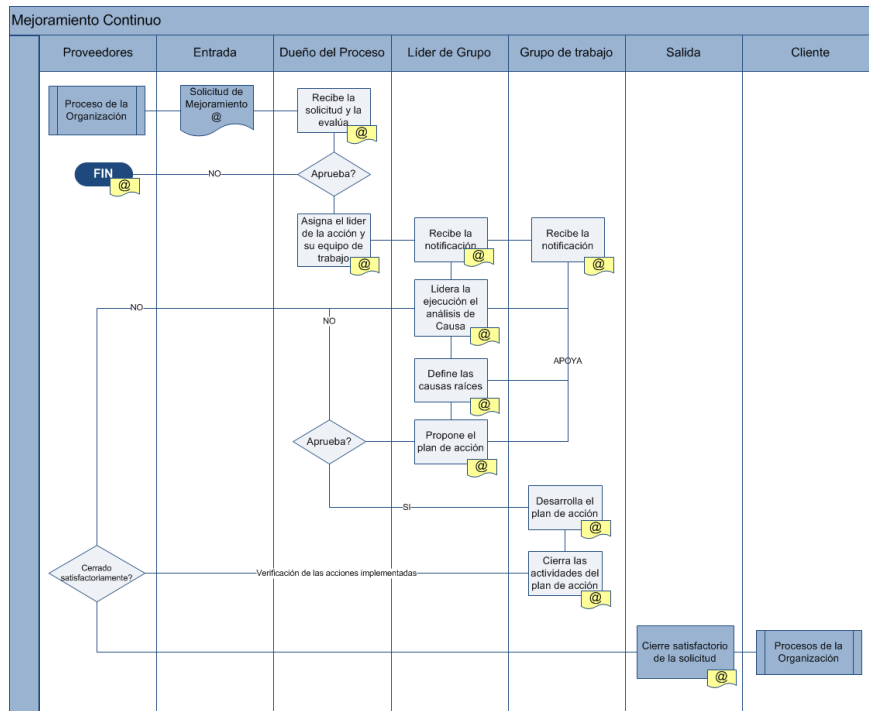 Mejoramiento Continuo
Proveedores
Entrada
Dueño del Proceso
Líder de Grupo
Grupo de trabajo
Salida
Cliente
Proceso de la
Organización
Solicitud de
Mejoramiento
@
Recibe la
solicitud y la
evalúa
@
FIN
@
NO
Aprueba?
Asigna el lider
de la acción y
su equipo de
trabajo
@
Recibe la
notificación
@
Recibe la
notificación
@
NO
NO
Lidera la
ejecución el
análisis de
Causa
@
APOYA
Define las
causas raíces
@
Aprueba?
Propone el
plan de acción
@
SI
Desarrolla el
plan de acción
@
Cerrado
satisfactoriamente?
Verificación de las acciones implementadas
Cierra las
actividades del
plan de acción
@
Cierre satisfactorio
de la solicitud
@
Procesos de la
Organización